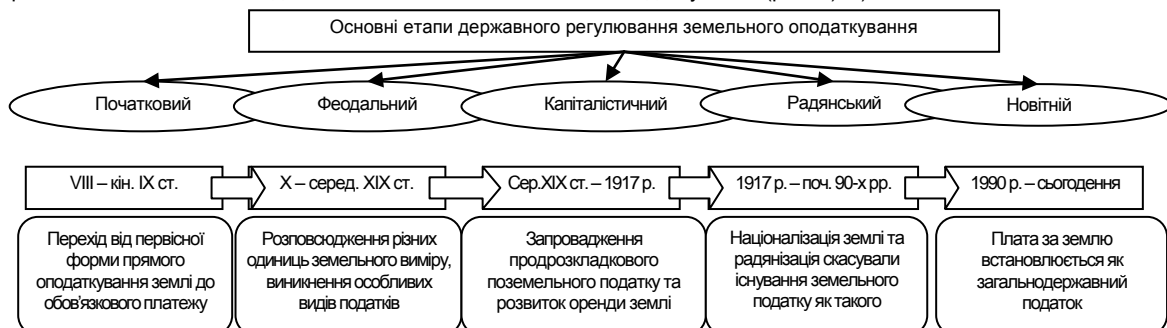 Основні етапи державного регулювання земельного оподаткування
Початковий
Феодальний
Капіталістичний
Радянський
Новітній
VIII – кін. IX ст.
X – серед. XIX ст.
Сер.XIX ст. – 1917 р.
1917 р. – поч. 90-х рр.
1990 р. – сьогодення
Перехід від первісної
форми прямого
оподаткування землі до
обов’язкового платежу
Розповсюдження різних
одиниць земельного виміру,
виникнення особливих
видів податків
Запровадження
продрозкладкового
поземельного податку та
розвиток оренди землі
Націоналізація землі та
радянізація скасували
існування земельного
податку як такого
Плата за землю
встановлюється як
загальнодержавний
податок